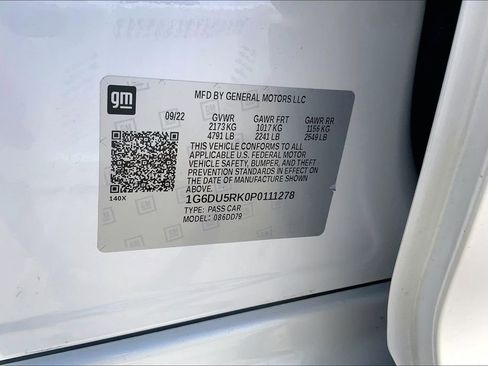 gm
MFD BY GENERAL MOTORS LLC
09/22 GVWR GAWR FRT GAWR RR
2173 KG 1017 KG 1156 KG
4791 LB 2241 LB 2549 LB
THIS VEHICLE CONFORMS TO ALL
APPLICABLE U.S. FEDERAL MOTOR
VEHICLE SAFETY, BUMPER, AND THEFT
PREVENTION STANDARDS IN EFFECT ON
THE DATE OF MANUFACTURE SHOWN
ABOVE.
140X
1G6DU5RK0P0111278
TYPE: PASS CAR
MODEL: 086DD79